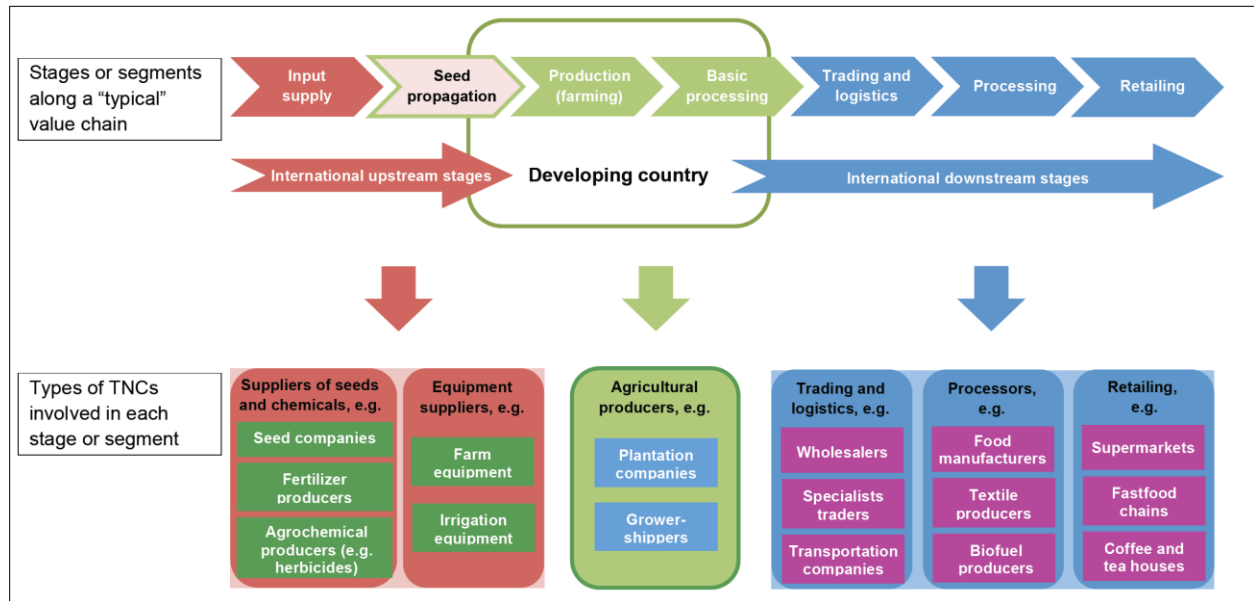 Stages or segments
along a “typical”
value chain
Input
supply
Seed
propagation
Production
(farming)
Basic
processing
Trading and
logistics
Processing
Retailing
International upstream stages
Developing country
International downstream stages
Types of TNCs
involved in each
stage or segment
Suppliers of seeds
and chemicals, e.g.
Seed companies
Fertilizer
producers
Agrochemical
producers (e.g.
herbicides)
Equipment
suppliers, e.g.
Farm
equipment
Irrigation
equipment
Agricultural
producers, e.g.
Plantation
companies
Grower-
shippers
Trading and
logistics, e.g.
Wholesalers
Specialists
traders
Transportation
companies
Processors,
e.g.
Food
manufacturers
Textile
producers
Biofuel
producers
Retailing,
e.g.
Supermarkets
Fastfood
chains
Coffee and
tea houses